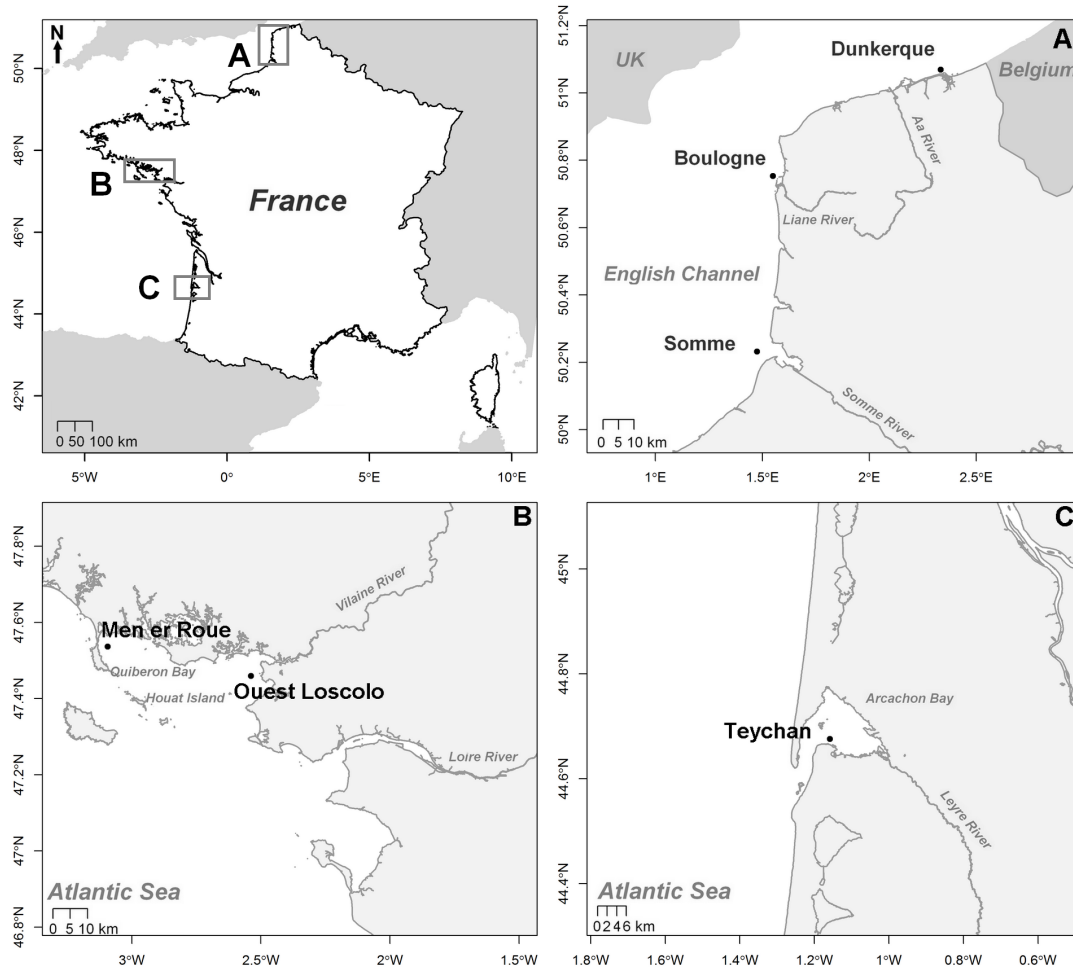 N
A
B
C
France
50°N
48°N
46°N
44°N
42°N
0 50 100 km
5°W
0°
5°E
10°E
A
UK
Dunkerque
Belgium
Aa River
Boulogne
Liane River
English Channel
Somme
Somme River
51.2°N
51°N
50.8°N
50.6°N
50.4°N
50.2°N
50°N
0 5 10 km
1°E
1.5°E
2°E
2.5°E
B
Vilaine River
Men er Roue
Quiberon Bay
Houat Island
Ouest Loscolo
Loire River
Atlantic Sea
0 5 10 km
47.8°N
47.6°N
47.4°N
47.2°N
47°N
46.8°N
3°W
2.5°W
2°W
1.5°W
C
Arcachon Bay
Teychan
Leyre River
Atlantic Sea
0 2 4 6 km
45°N
44.8°N
44.6°N
44.4°N
1.8°W
1.6°W
1.4°W
1.2°W
1°W
0.8°W
0.6°W